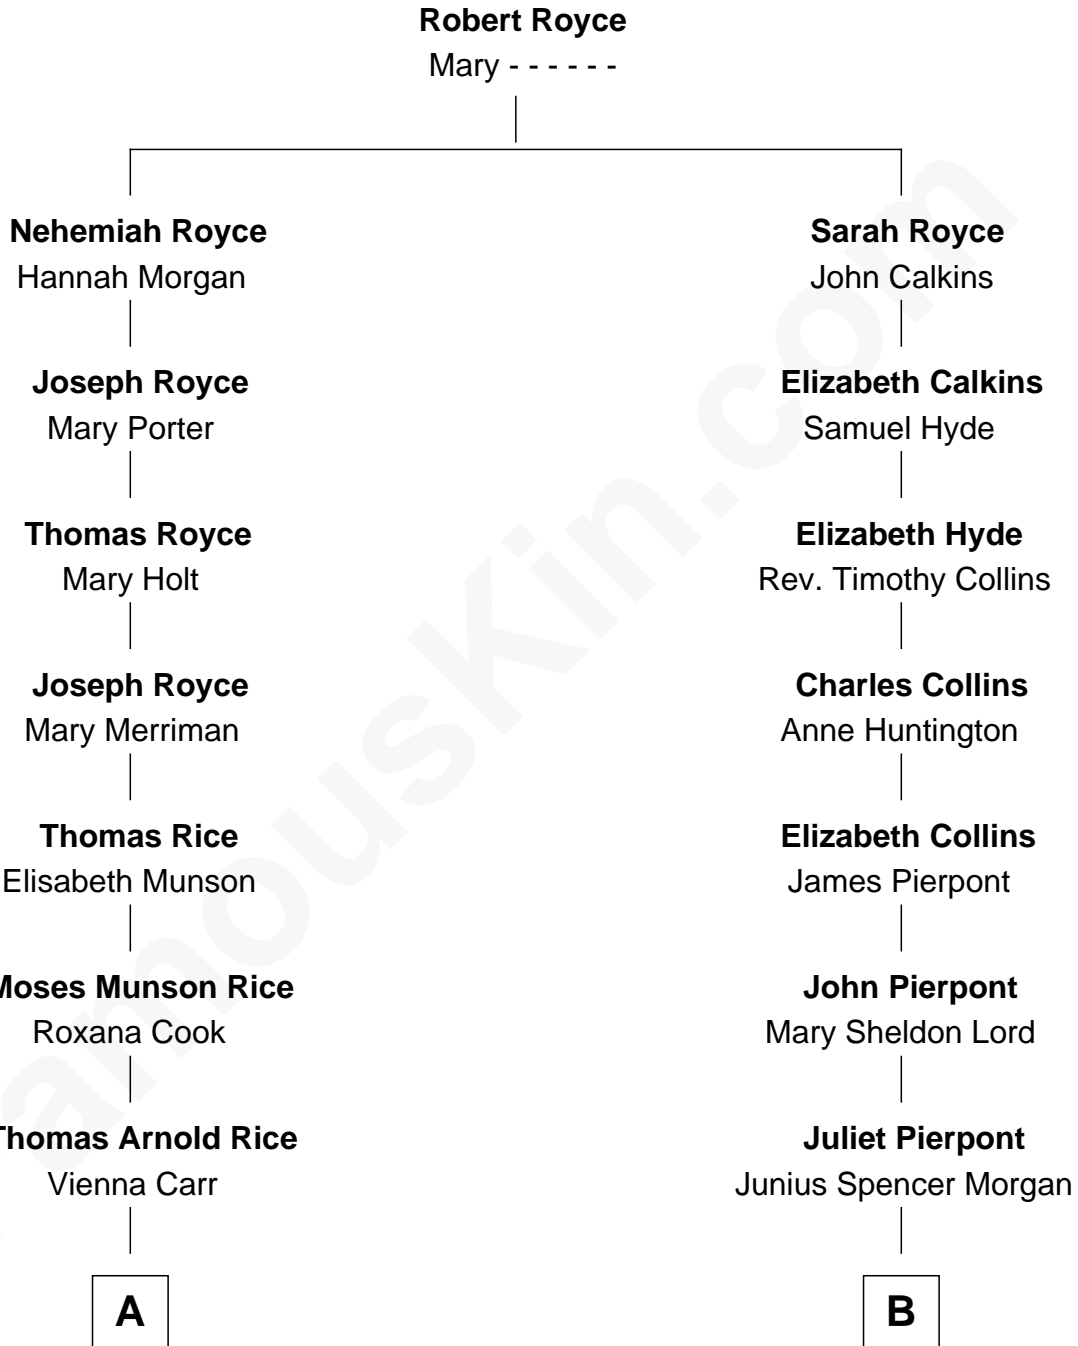 Robert Royce
Mary - - - - - -
Nehemiah Royce
Hannah Morgan
Joseph Royce
Mary Porter
Thomas Royce
Mary Holt
Joseph Royce
Mary Merriman
Thomas Rice
Elisabeth Munson
Moses Munson Rice
Roxana Cook
Thomas Arnold Rice
Vienna Carr
A
Sarah Royce
John Calkins
Elizabeth Calkins
Samuel Hyde
Elizabeth Hyde
Rev. Timothy Collins
Charles Collins
Anne Huntington
Elizabeth Collins
James Pierpont
John Pierpont
Mary Sheldon Lord
Juliet Pierpont
Junius Spencer Morgan
B
amouskin.com